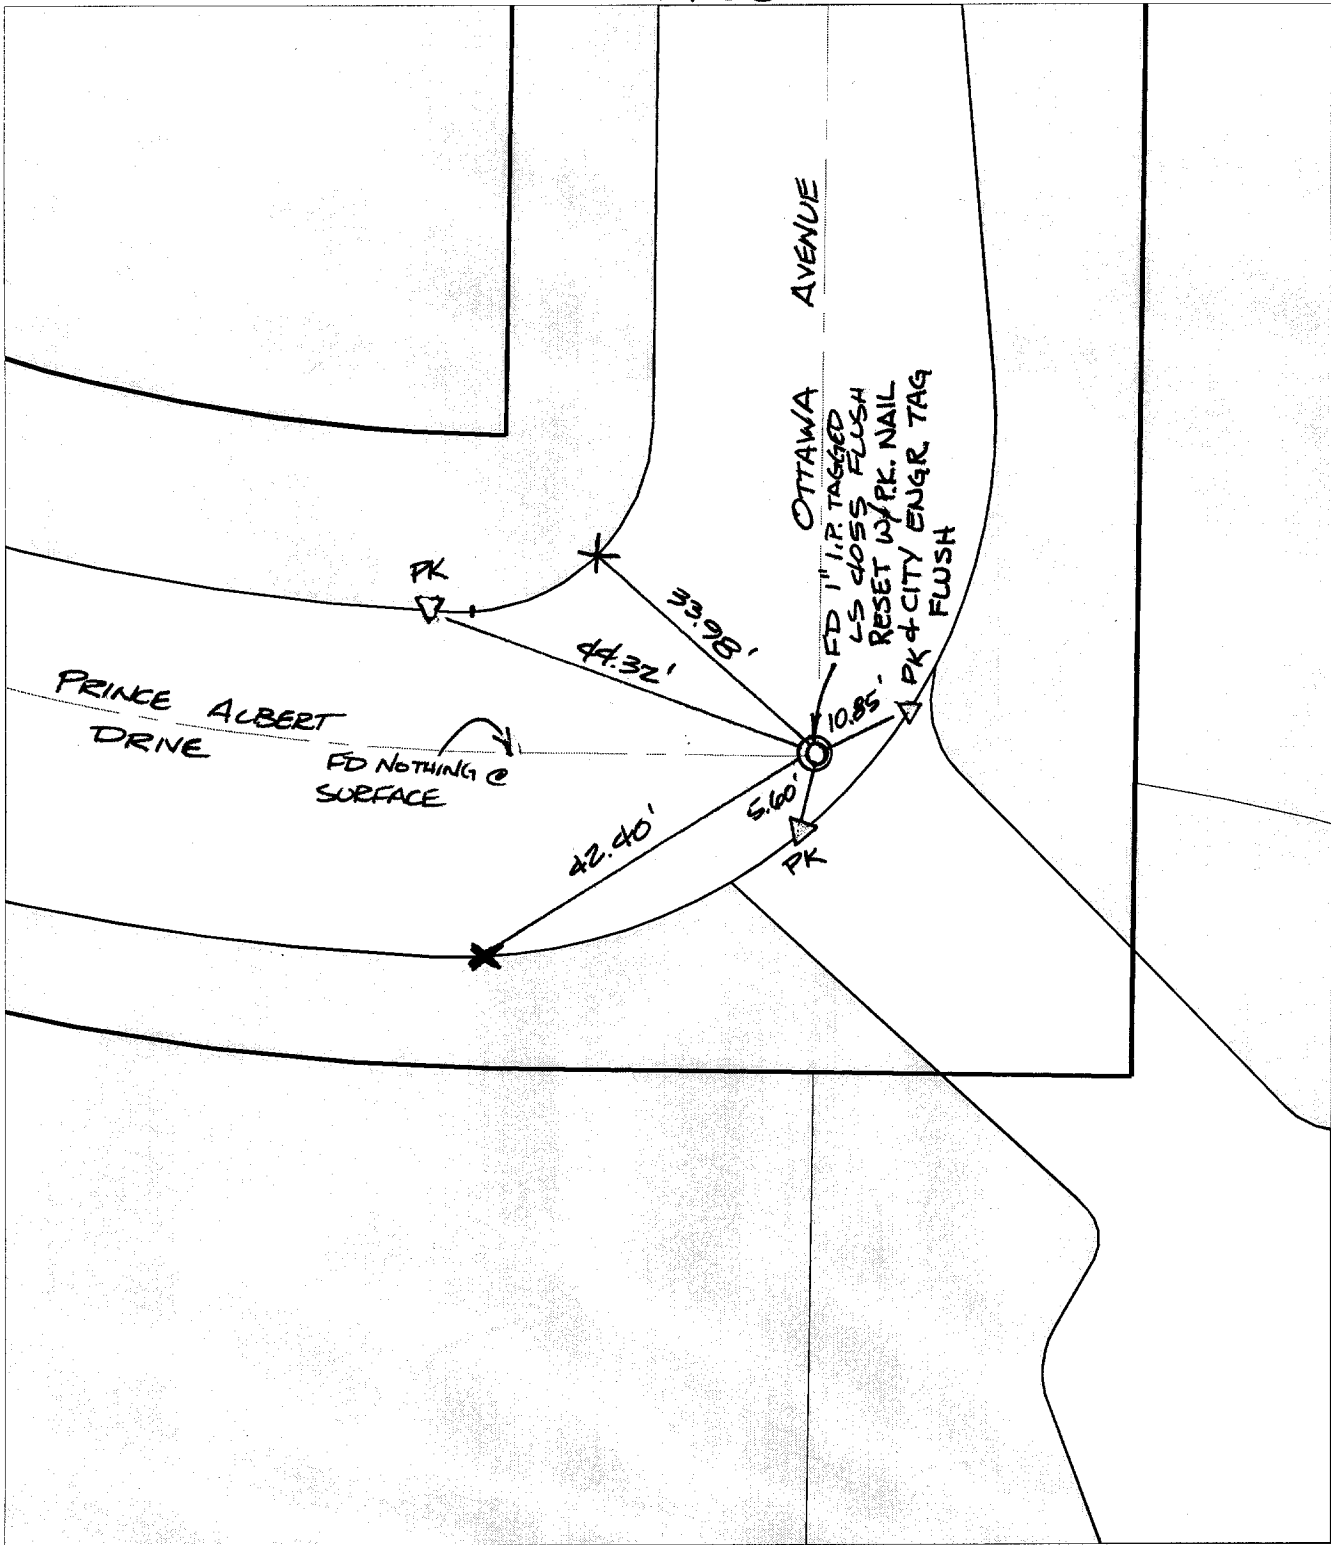 OTTAWA AVENUE
FD 1" I.P. TAGGED
LS 4055 FLUSH
RESET W/ P.K. NAIL
& CITY ENGR. TAG
FLUSH
PK
PK
33.98'
44.32'
10.85'
PRINCE ALBERT
DRIVE
FD NOTHING @
SURFACE
5.60'
42.40'
PK